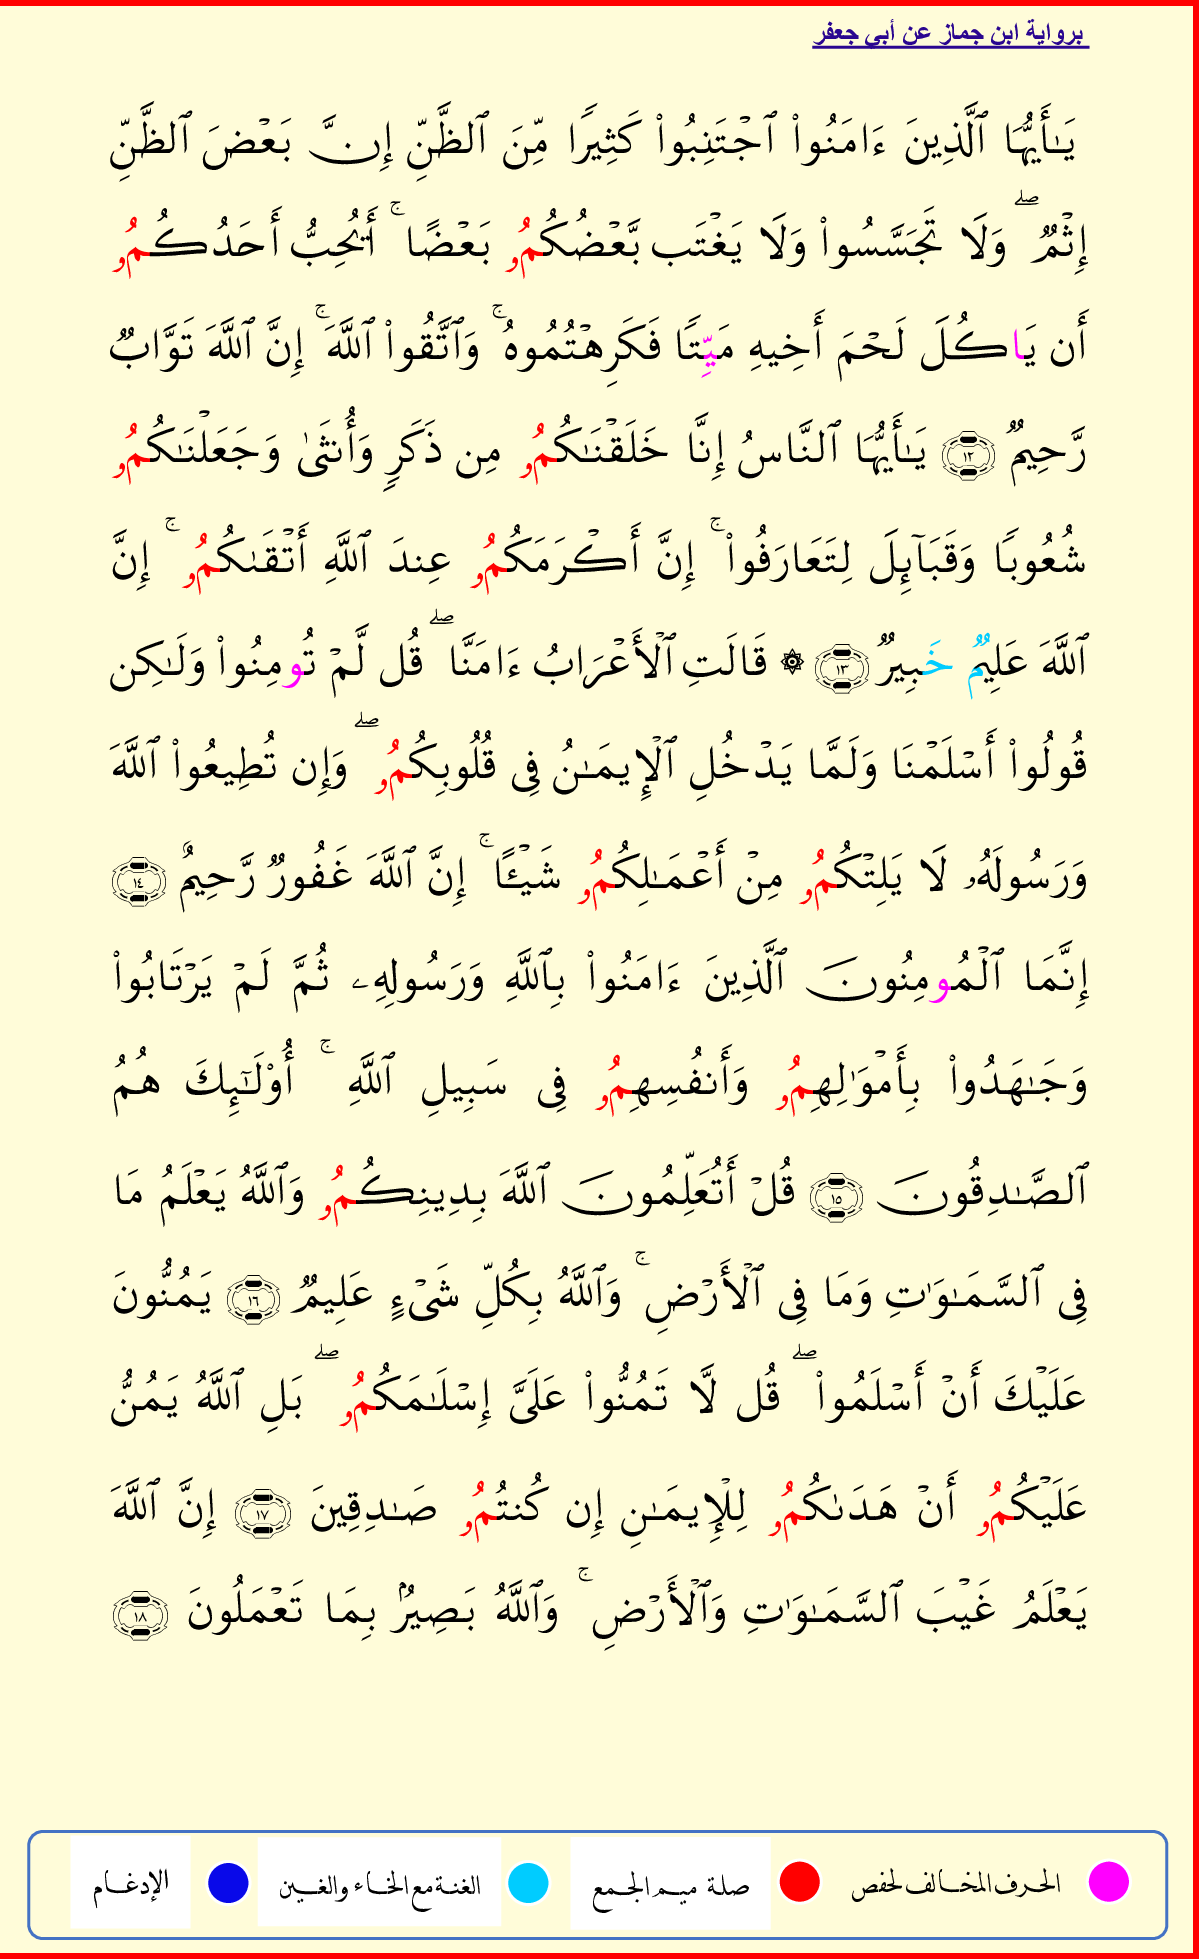 برواية ابن جماز عن أبي جعفر
يَـٰٓأَيُّهَا ٱلَّذِينَ ءَامَنُوا۟ ٱجْتَنِبُوا۟ كَثِيرًا مِّنَ ٱلظَّنِّ إِنَّ بَعْضَ ٱلظَّنِّ
إِثْمٌ ۖ وَلَا تَجَسَّسُوا۟ وَلَا يَغْتَب بَّعْضُكُمُۥ بَعْضًا ۚ أَيُحِبُّ أَحَدُكُمُۥ
أَن يَاكُلَ لَحْمَ أَخِيهِ مَيِّتًا فَكَرِهْتُمُوهُ ۚ وَٱتَّقُوا۟ ٱللَّهَ ۚ إِنَّ ٱللَّهَ تَوَّابٌ
رَّحِيمٌ ١٢ يَـٰٓأَيُّهَا ٱلنَّاسُ إِنَّا خَلَقْنَـٰكُمُۥ مِن ذَكَرٍ وَأُنثَىٰ وَجَعَلْنَـٰكُمُۥ
شُعُوبًا وَقَبَآئِلَ لِتَعَارَفُوا۟ ۚ إِنَّ أَكْرَمَكُمُۥ عِندَ ٱللَّهِ أَتْقَىٰكُمُۥ ۚ إِنَّ
ٱللَّهَ عَلِيمٌ خَبِيرٌ ١٣ ۞ قَالَتِ ٱلْأَعْرَابُ ءَامَنَّا ۖ قُل لَّمْ تُومِنُوا۟ وَلَـٰكِن
قُولُوا۟ أَسْلَمْنَا وَلَمَّا يَدْخُلِ ٱلْإِيمَـٰنُ فِى قُلُوبِكُمُۥ ۖ وَإِن تُطِيعُوا۟ ٱللَّهَ
وَرَسُولَهُۥ لَا يَلِتْكُمُۥ مِنْ أَعْمَـٰلِكُمُۥ شَيْـًٔا ۚ إِنَّ ٱللَّهَ غَفُورٌ رَّحِيمٌ ١٤
إِنَّمَا ٱلْمُومِنُونَ ٱلَّذِينَ ءَامَنُوا۟ بِٱللَّهِ وَرَسُولِهِۦ ثُمَّ لَمْ يَرْتَابُوا۟
وَجَـٰهَدُوا۟ بِأَمْوَٰلِهِمُۥ وَأَنفُسِهِمُۥ فِى سَبِيلِ ٱللَّهِ ۚ أُو۟لَـٰٓئِكَ هُمُ
ٱلصَّـٰدِقُونَ ١٥ قُلْ أَتُعَلِّمُونَ ٱللَّهَ بِدِينِكُمُۥ وَٱللَّهُ يَعْلَمُ مَا
فِى ٱلسَّمَـٰوَٰتِ وَمَا فِى ٱلْأَرْضِ ۚ وَٱللَّهُ بِكُلِّ شَىْءٍ عَلِيمٌ ١٦ يَمُنُّونَ
عَلَيْكَ أَنْ أَسْلَمُوا۟ ۖ قُل لَّا تَمُنُّوا۟ عَلَىَّ إِسْلَـٰمَكُمُۥ ۖ بَلِ ٱللَّهُ يَمُنُّ
عَلَيْكُمُۥ أَنْ هَدَىٰكُمُۥ لِلْإِيمَـٰنِ إِن كُنتُمُۥ صَـٰدِقِينَ ١٧ إِنَّ ٱللَّهَ
يَعْلَمُ غَيْبَ ٱلسَّمَـٰوَٰتِ وَٱلْأَرْضِ ۚ وَٱللَّهُ بَصِيرٌۢ بِمَا تَعْمَلُونَ ١٨
الحرف المخالف لحفص صلة ميم الجمع الغنة مع الخاء والغين الإدغام